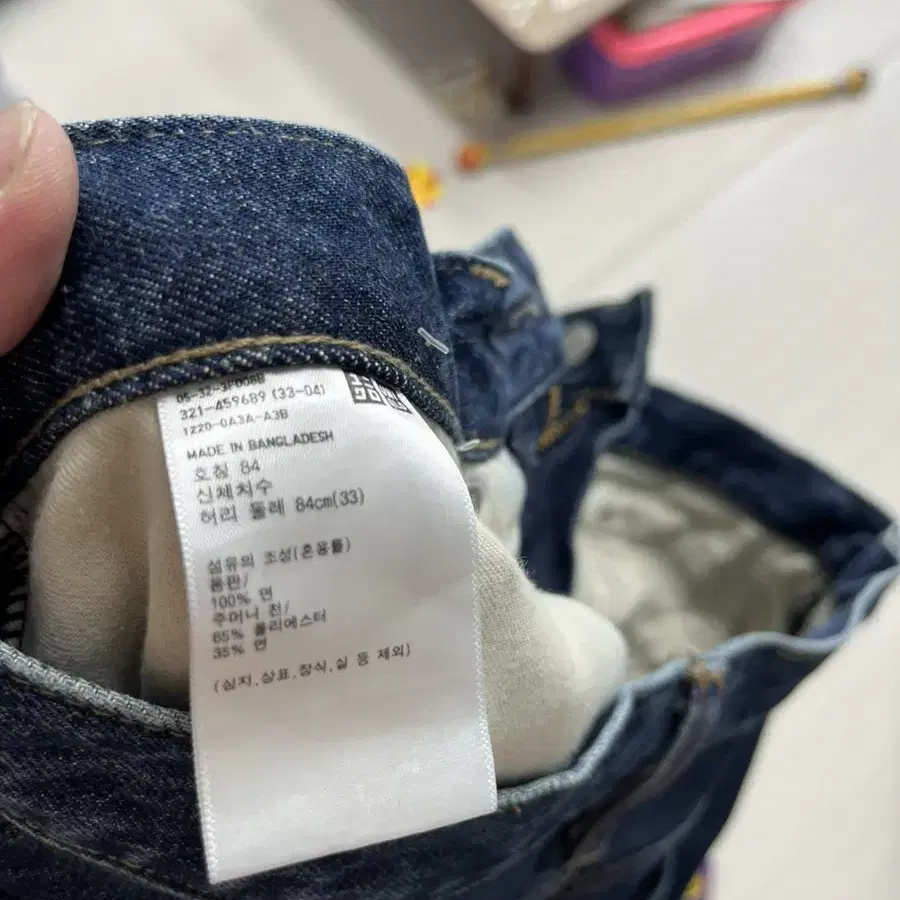 05-32-3F008B
321-459689 (33-04)
1220-0A3A-A3B
MADE IN BANGLADESH
호칭 84
신체치수
허리 둘레 84cm(33)
섬유의 조성(혼용률)
몸판/
100% 면
주머니 천/
65% 폴리에스터
35% 면
(심지,상표,장식,실 등 제외)